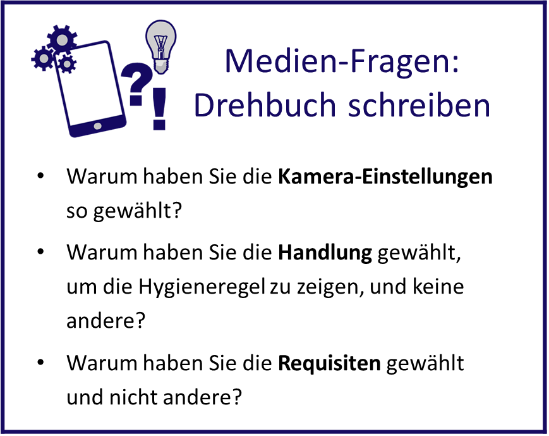 Medien-Fragen:
Drehbuch schreiben
• Warum haben Sie die Kamera-Einstellungen
so gewählt?
• Warum haben Sie die Handlung gewählt,
um die Hygieneregel zu zeigen, und keine
andere?
• Warum haben Sie die Requisiten gewählt
und nicht andere?